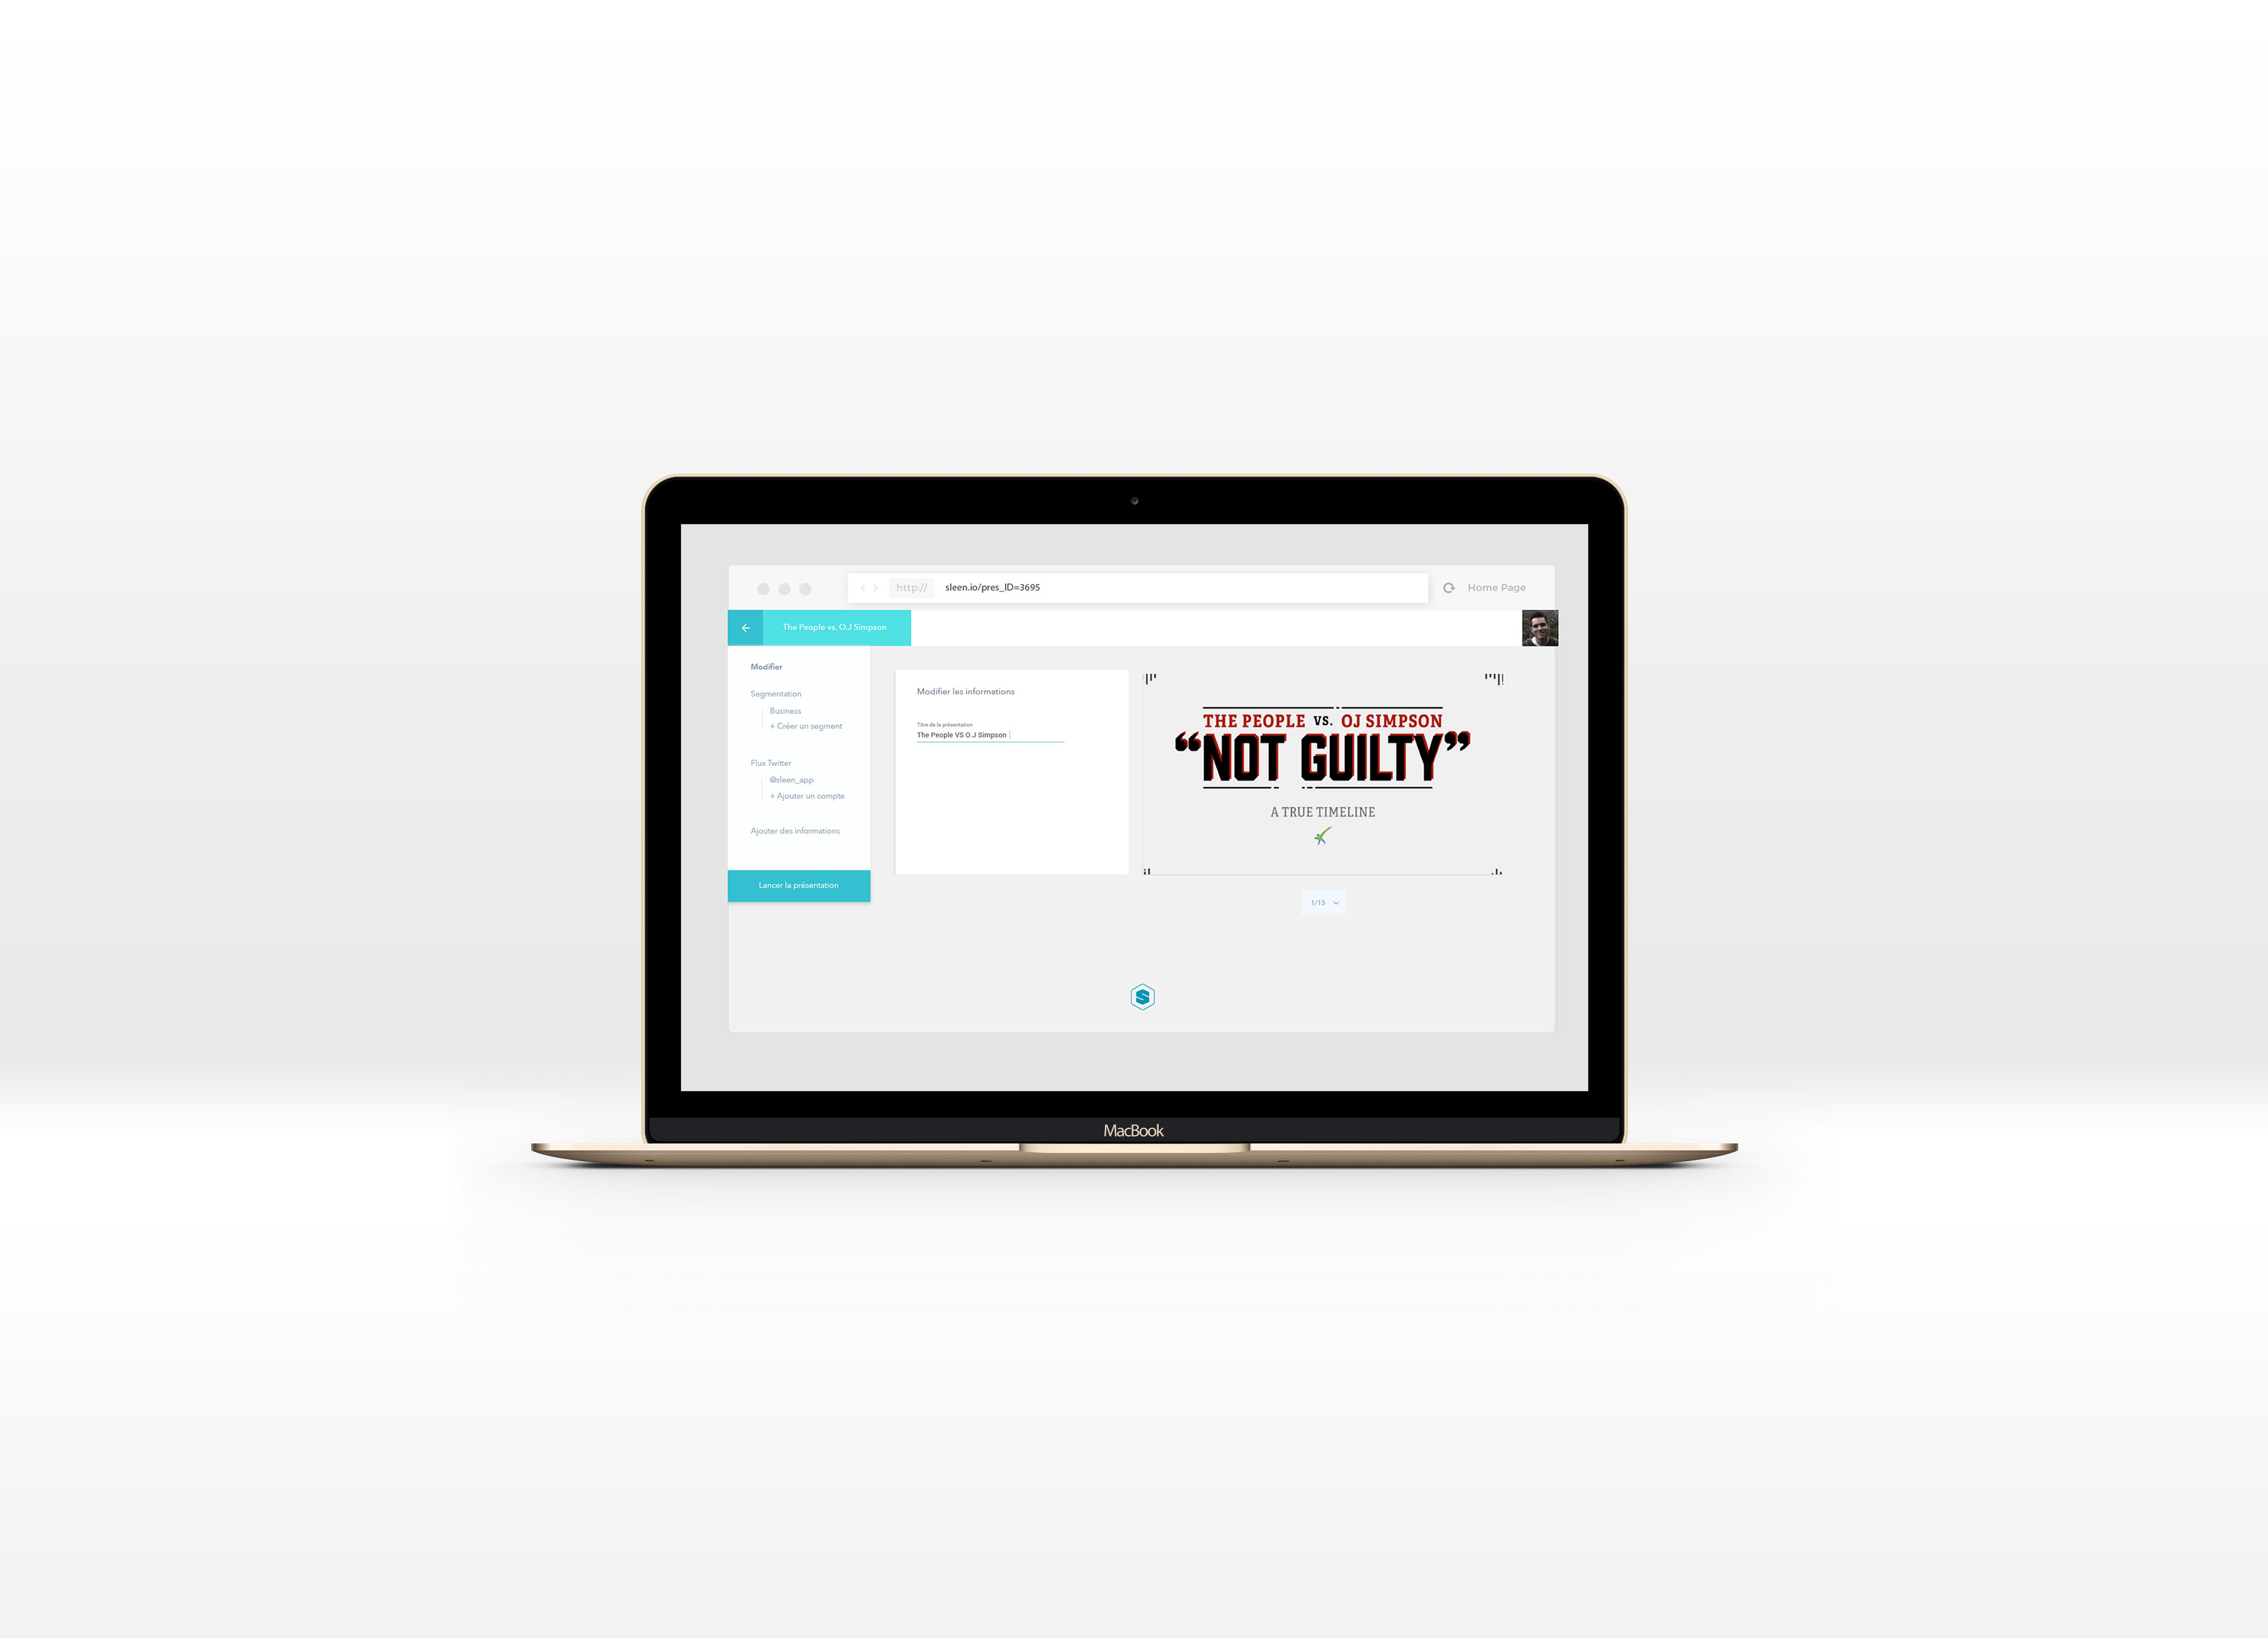 http://
sleen.io/pres_ID=3695
Home Page
The People vs. O.J Simpson
Modifier
Segmentation
Business
+ Créer un segment
Flux Twitter
@sleen_app
+ Ajouter un compte
Ajouter des informations
Lancer la présentation
Modifier les informations
Titre de la présentation
The People VS O.J Simpson
THE PEOPLE VS. OJ SIMPSON
“NOT GUILTY”
A TRUE TIMELINE
1/15
S
MacBook